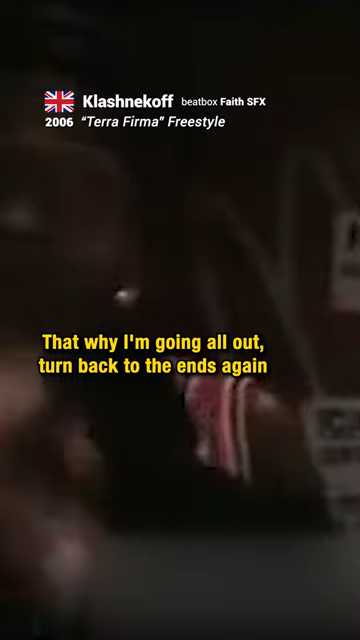 Klashnekoff beatbox Faith SFX
2006 “Terra Firma” Freestyle
That why I'm going all out,
turn back to the ends again